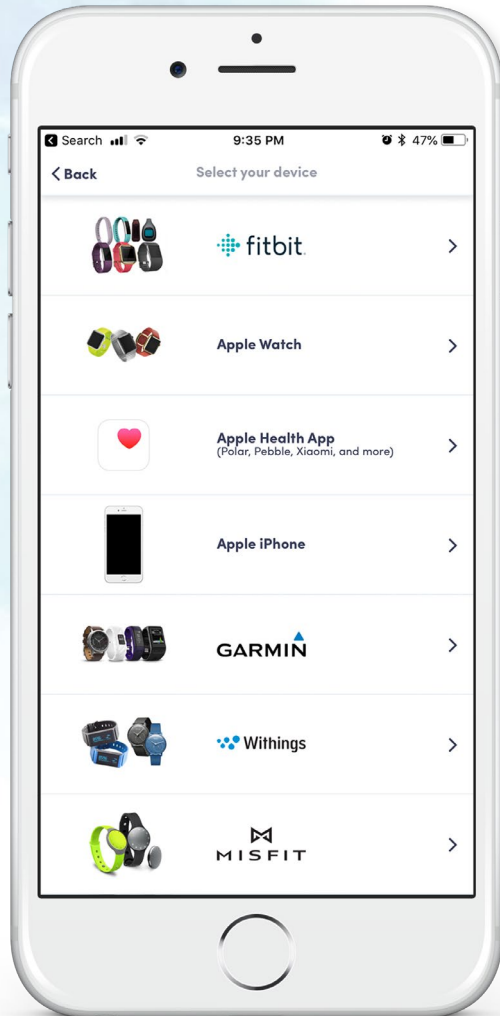 Search
9:35 PM
47%
Back
Select your device
fitbit
Apple Watch
Apple Health App
(Polar, Pebble, Xiaomi, and more)
Apple iPhone
GARMIN
Withings
MISFIT